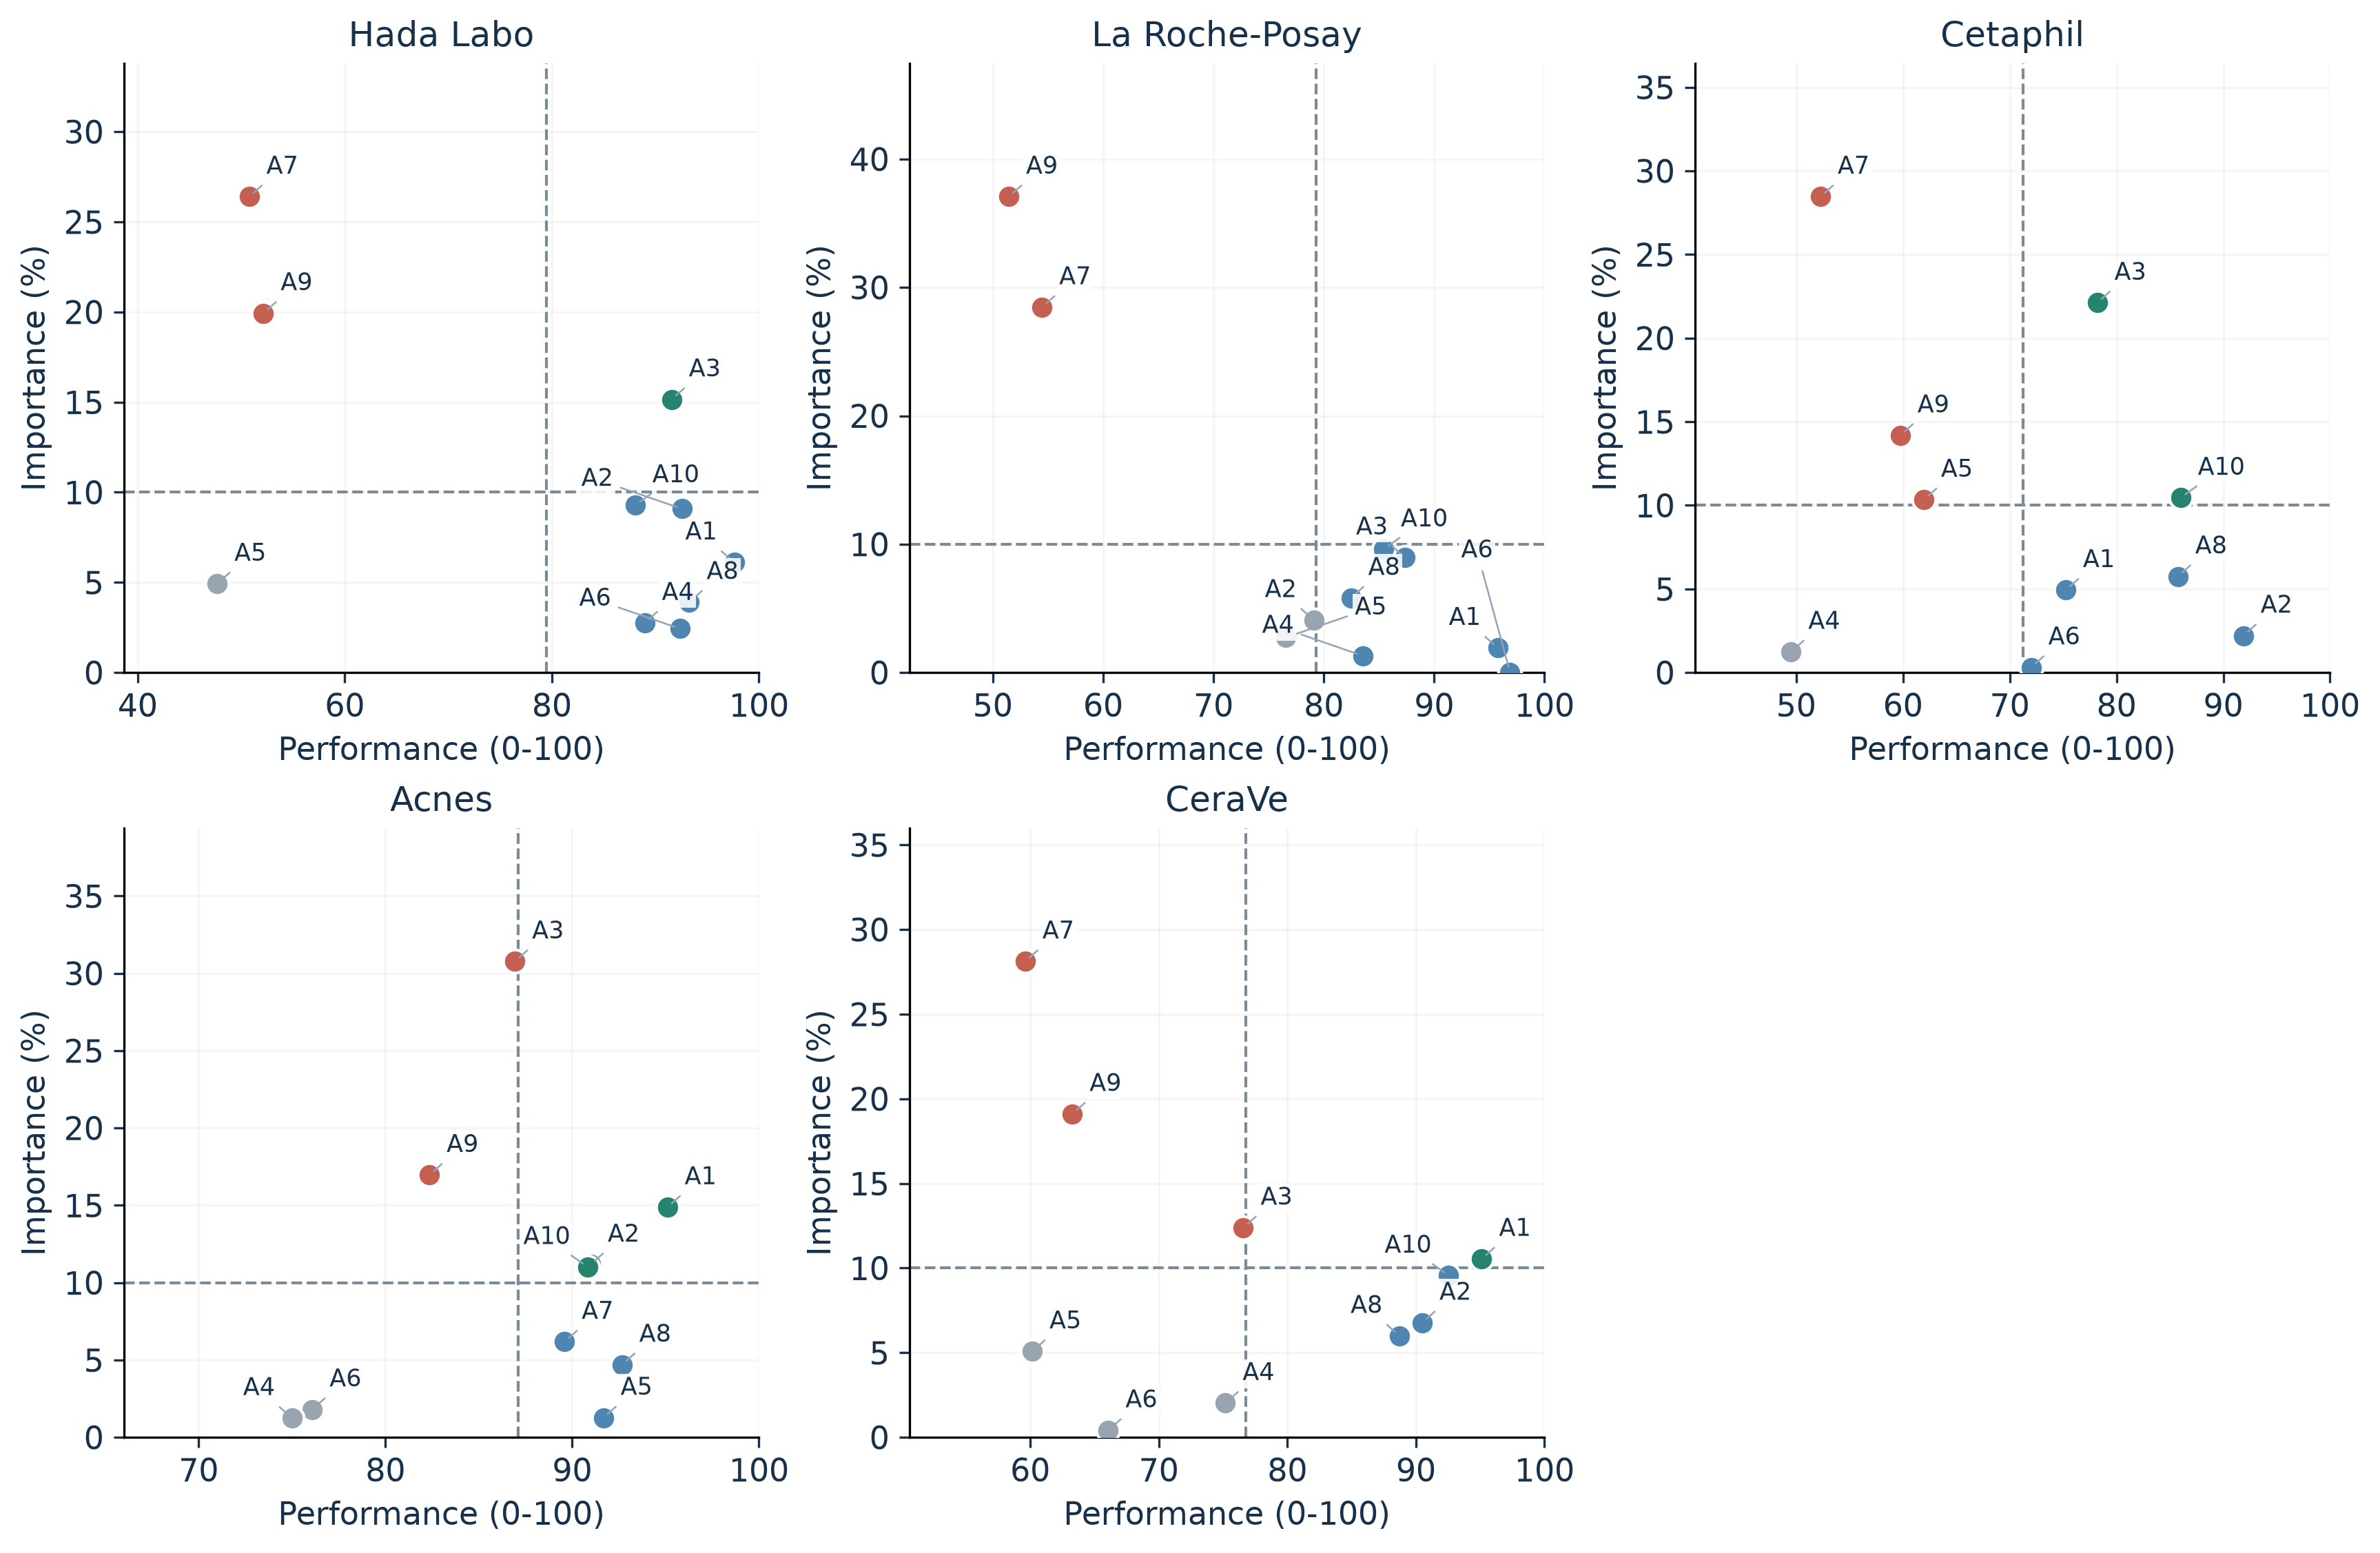 Hada Labo
Importance (%)
30
25
20
15
10
5
0
A7
A9
A3
A2
A10
A1
A5
A8
A4
A6
40
60
80
100
Performance (0-100)
La Roche-Posay
Importance (%)
40
30
20
10
0
A9
A7
A3
A10
A6
A8
A2
A5
A4
A1
50
60
70
80
90
100
Performance (0-100)
Cetaphil
Importance (%)
35
30
25
20
15
10
5
0
A7
A3
A9
A5
A10
A8
A1
A4
A2
A6
50
60
70
80
90
100
Performance (0-100)
Acnes
Importance (%)
35
30
25
20
15
10
5
0
A3
A9
A1
A10
A2
A7
A8
A4
A6
A5
70
80
90
100
Performance (0-100)
CeraVe
Importance (%)
35
30
25
20
15
10
5
0
A7
A9
A3
A10
A1
A8
A2
A5
A4
A6
60
70
80
90
100
Performance (0-100)